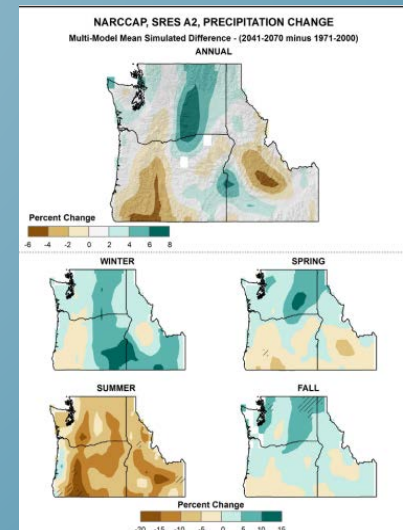 NARCCAP, SRES A2, PRECIPITATION CHANGE
Multi-Model Mean Simulated Difference - (2041-2070 minus 1971-2000)
ANNUAL
Percent Change
-6 -4 -2 0 2 4 6 8
WINTER SPRING
SUMMER FALL
Percent Change
-20 -15 -10 -5 0 5 10 15